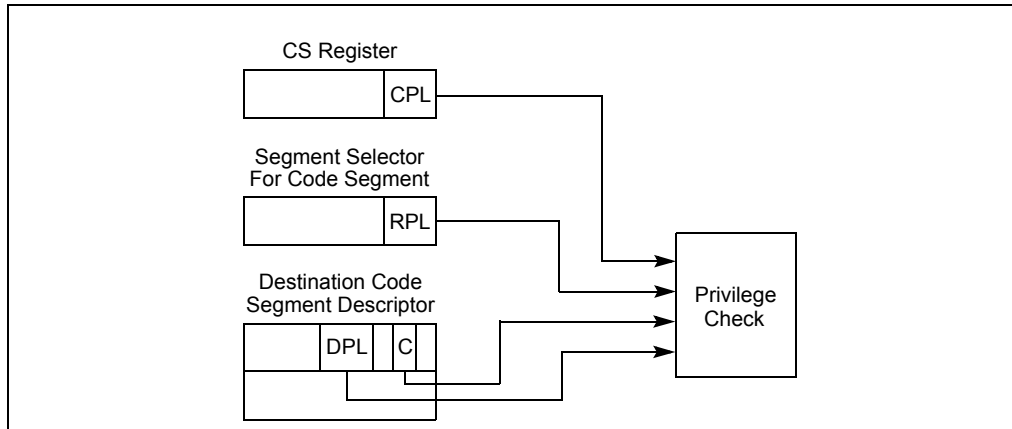 CS Register
CPL
Segment Selector
For Code Segment
RPL
Destination Code
Segment Descriptor
DPL
C
Privilege
Check